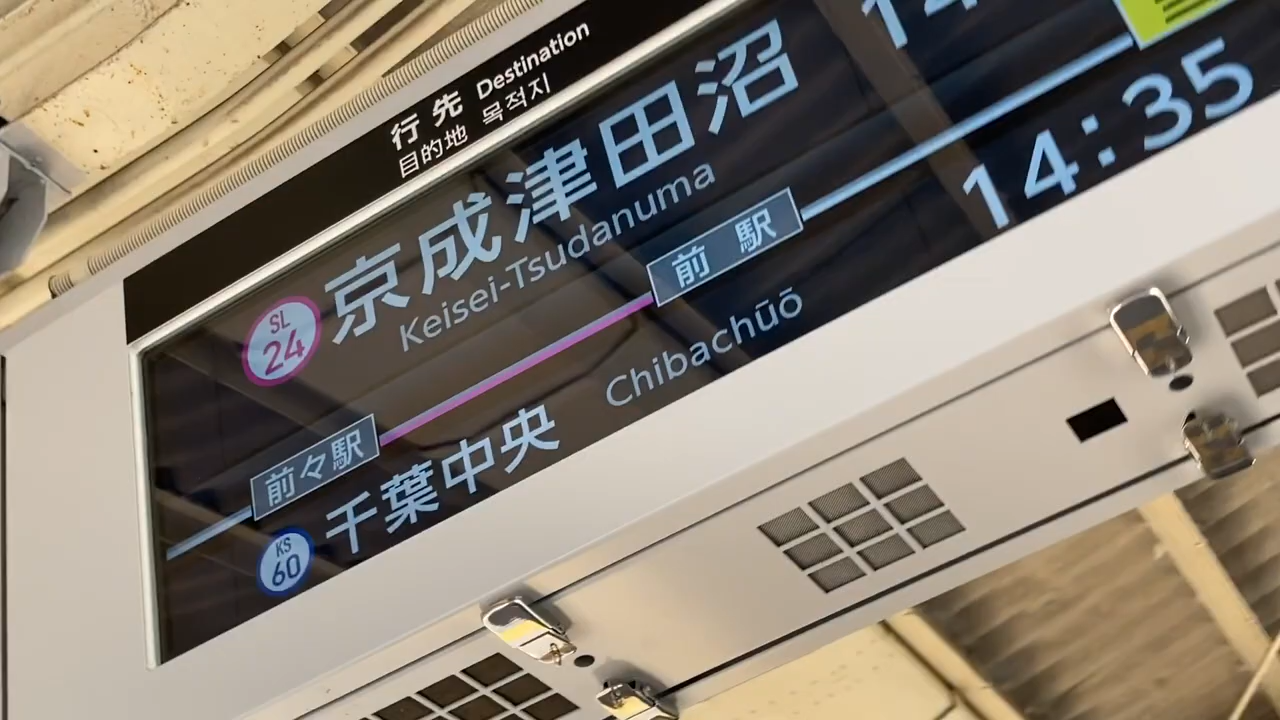 行先 Destination
目的地 목적지
SL 24 京成津田沼 14
Keisei-Tsudanuma
前々駅 前駅
KS 60 千葉中央 Chibachūō 14:35